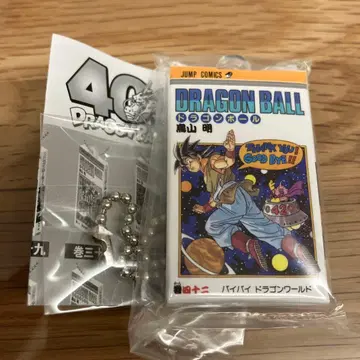 40
DRAGON
JUMP COMICS
DRAGON BALL
ドラゴンボール
鳥山 明
THANK YOU!
GOOD BYE!!
42
巻四十二
バイバイ ドラゴンワールド
九
巻三